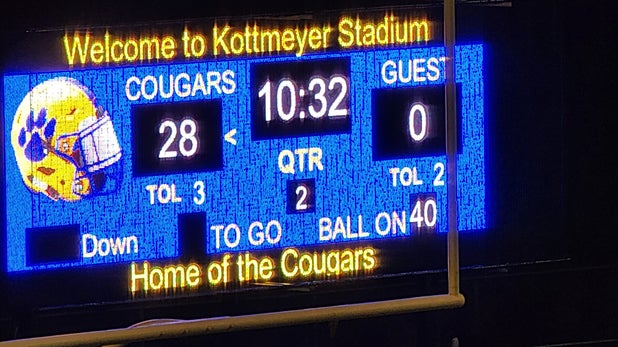 Welcome to Kottmeyer Stadium
COUGARS 10:32 GUEST
28 < 0
QTR
TOL 3 2 TOL 2
Down TO GO BALL ON 40
Home of the Cougars